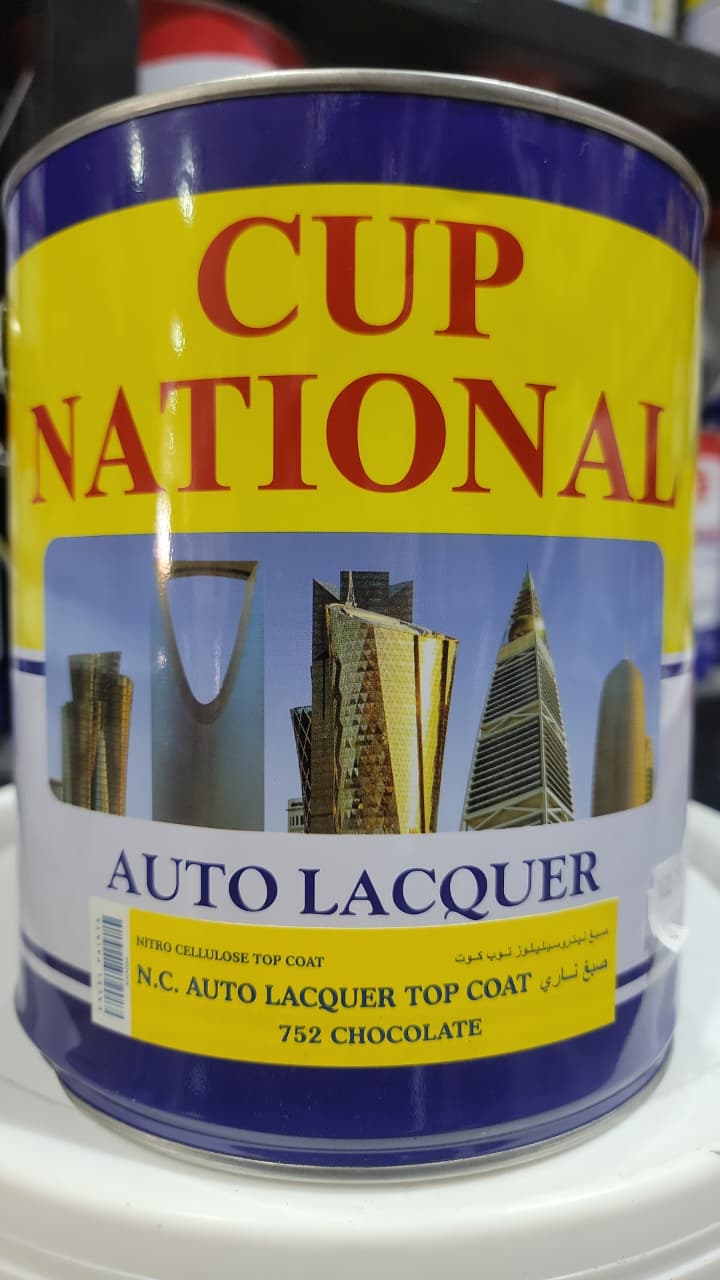 CUP
NATIONAL
AUTO LACQUER
NITRO CELLULOSE TOP COAT
صبغ نيتروسيليلوز توب كوت
N.C. AUTO LACQUER TOP COAT
صبغ ناري
752 CHOCOLATE